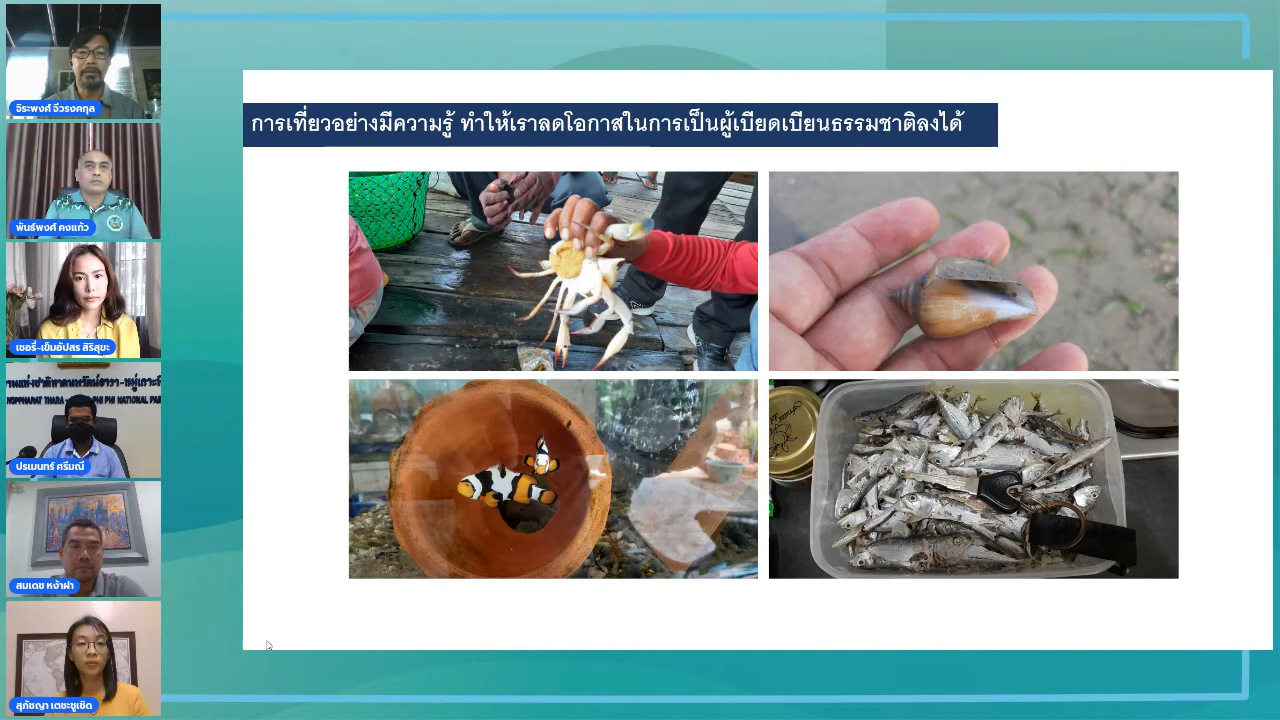 จิระพงศ์ จีวรงคกุล
พันธ์พงศ์ คงแก้ว
เชอรี่-เข็มอัปสร สิริสุขะ
ปรเมนทร์ ศรีมณี
สมเดช หง้าฝา
สุภัชญา เตชะชูเชิด
การเที่ยวอย่างมีความรู้ ทำให้เราลดโอกาสในการเป็นผู้เบียดเบียนธรรมชาติลงได้